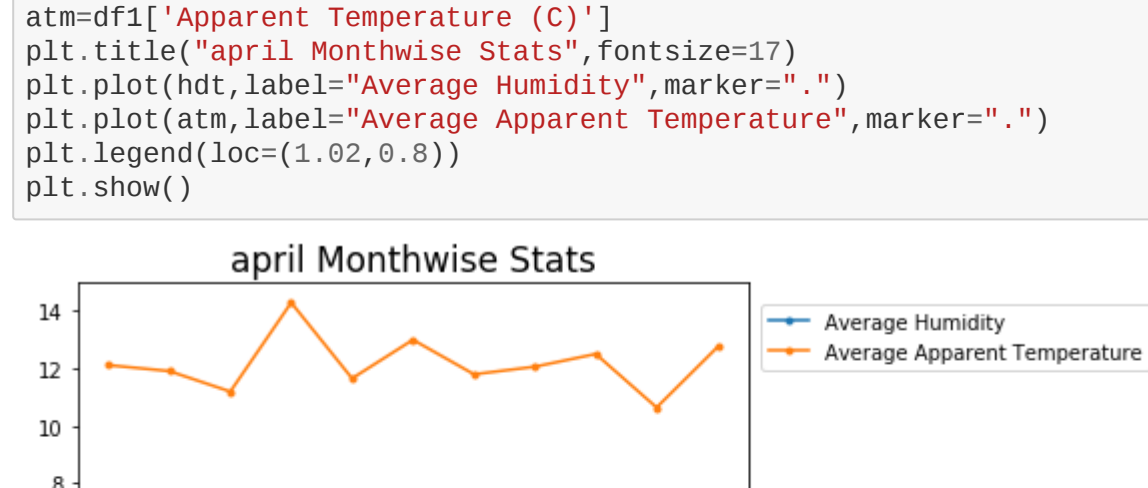 atm=df1['Apparent Temperature (C)']
plt.title("april Monthwise Stats",fontsize=17)
plt.plot(hdt,label="Average Humidity",marker=".")
plt.plot(atm,label="Average Apparent Temperature",marker=".")
plt.legend(loc=(1.02,0.8))
plt.show()
april Monthwise Stats
14
Average Humidity
Average Apparent Temperature
12
10
8